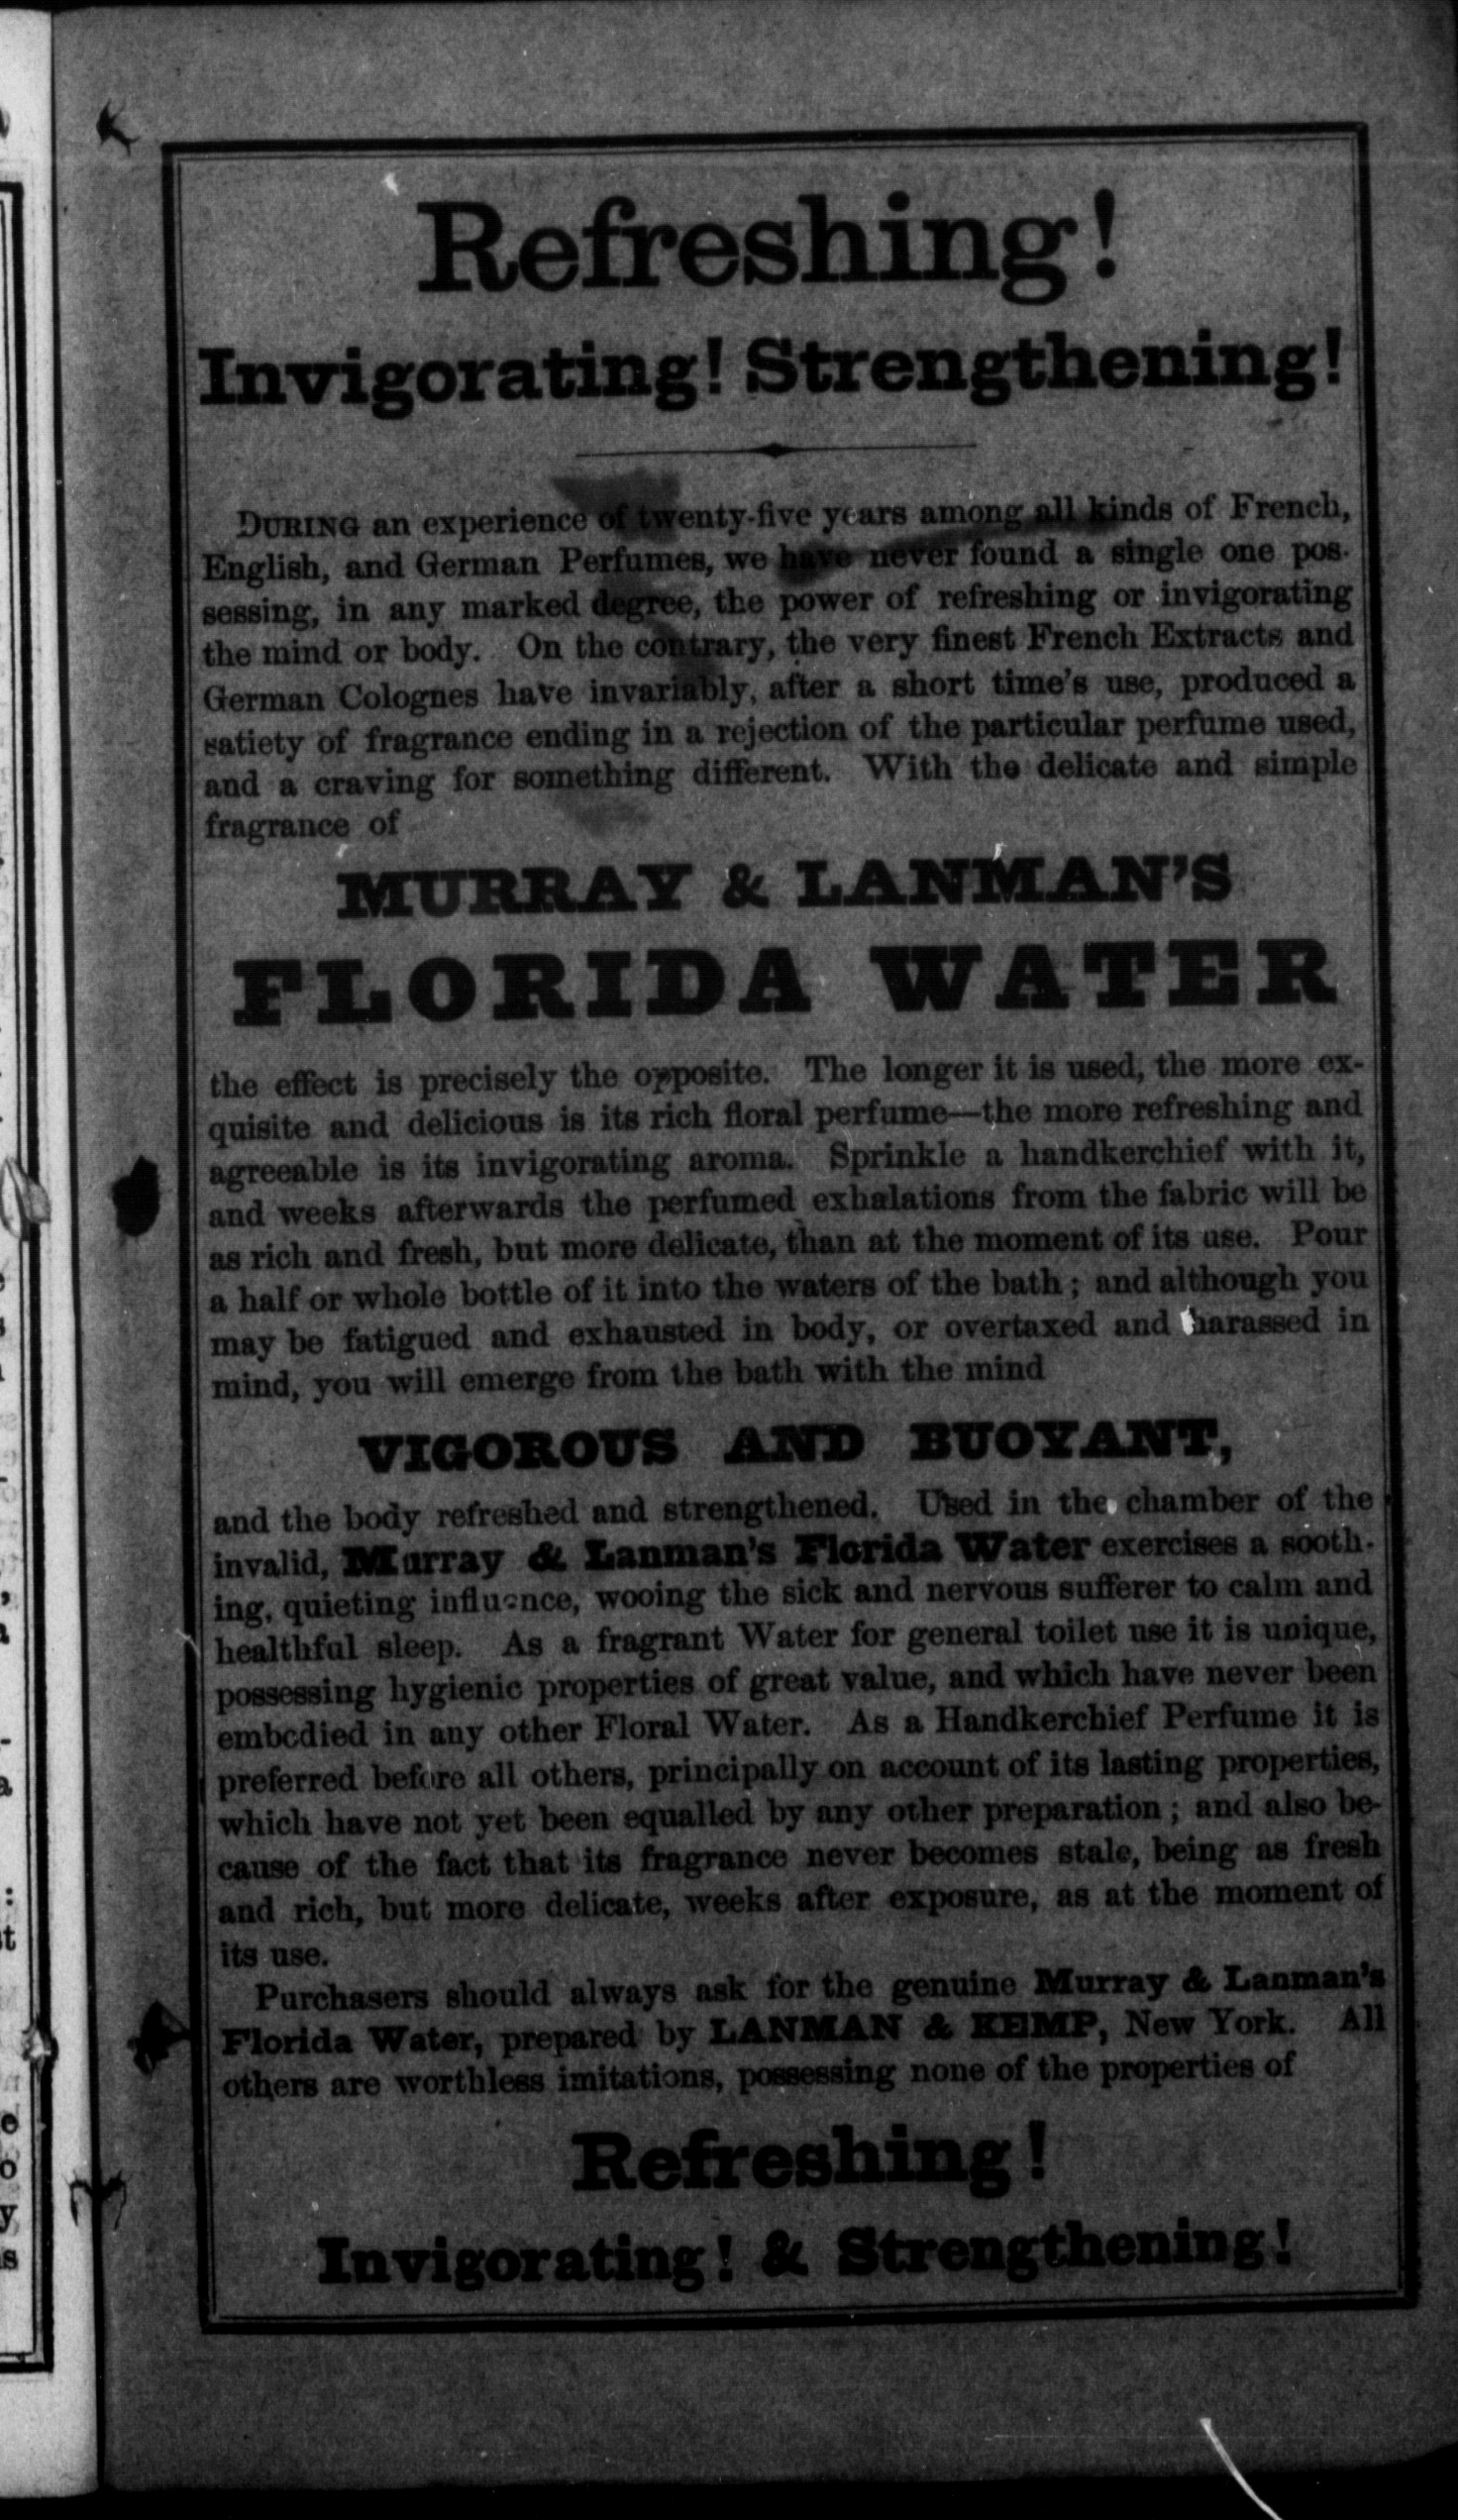 Refreshing!
Invigorating! Strengthening!
DURING an experience of twenty-five years among all kinds of French,
English, and German Perfumes, we have never found a single one pos-
sessing, in any marked degree, the power of refreshing or invigorating
the mind or body. On the contrary, the very finest French Extracts and
German Colognes have invariably, after a short time's use, produced a
satiety of fragrance ending in a rejection of the particular perfume used,
and a craving for something different. With the delicate and simple
fragrance of
MURRAY & LANMAN'S
FLORIDA WATER
the effect is precisely the opposite. The longer it is used, the more ex-
quisite and delicious is its rich floral perfume—the more refreshing and
agreeable is its invigorating aroma. Sprinkle a handkerchief with it,
and weeks afterwards the perfumed exhalations from the fabric will be
as rich and fresh, but more delicate, than at the moment of its use. Pour
a half or whole bottle of it into the waters of the bath; and although you
may be fatigued and exhausted in body, or overtaxed and harassed in
mind, you will emerge from the bath with the mind
VIGOROUS AND BUOYANT,
and the body refreshed and strengthened. Used in the chamber of the
invalid, Murray & Lanman's Florida Water exercises a sooth-
ing, quieting influence, wooing the sick and nervous sufferer to calm and
healthful sleep. As a fragrant Water for general toilet use it is unique,
possessing hygienic properties of great value, and which have never been
embodied in any other Floral Water. As a Handkerchief Perfume it is
preferred before all others, principally on account of its lasting properties,
which have not yet been equalled by any other preparation; and also be-
cause of the fact that its fragrance never becomes stale, being as fresh
and rich, but more delicate, weeks after exposure, as at the moment of
its use.
Purchasers should always ask for the genuine Murray & Lanman's
Florida Water, prepared by LANMAN & KEMP, New York. All
others are worthless imitations, possessing none of the properties of
Refreshing!
Invigorating! & Strengthening!